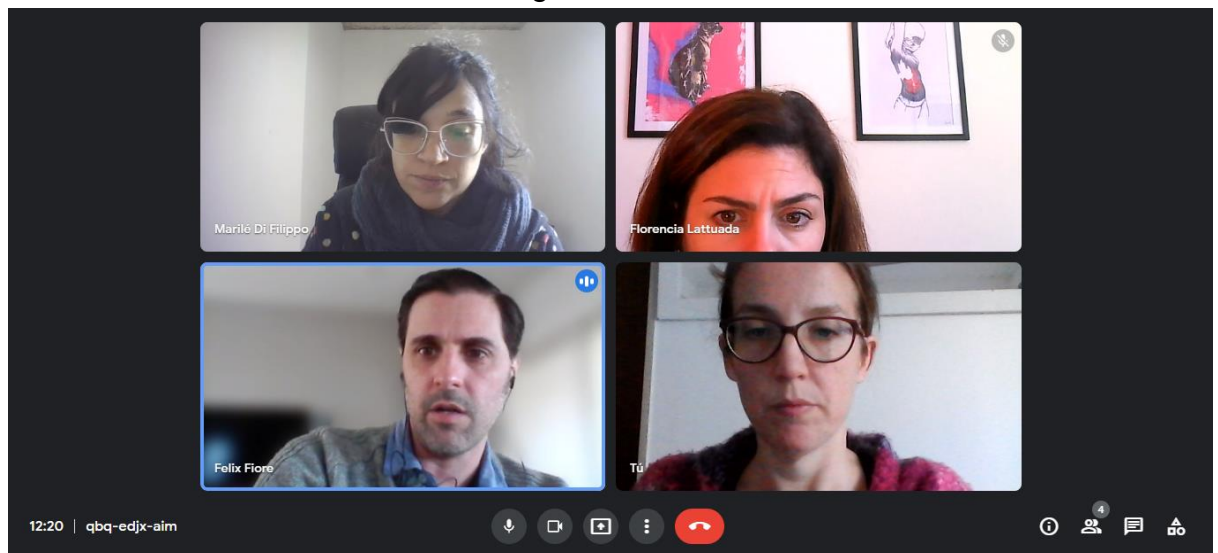 Marilé Di Filippo
Florencia Lattuada
Felix Fiore
Tú
12:20 | qbq-edjx-aim
4